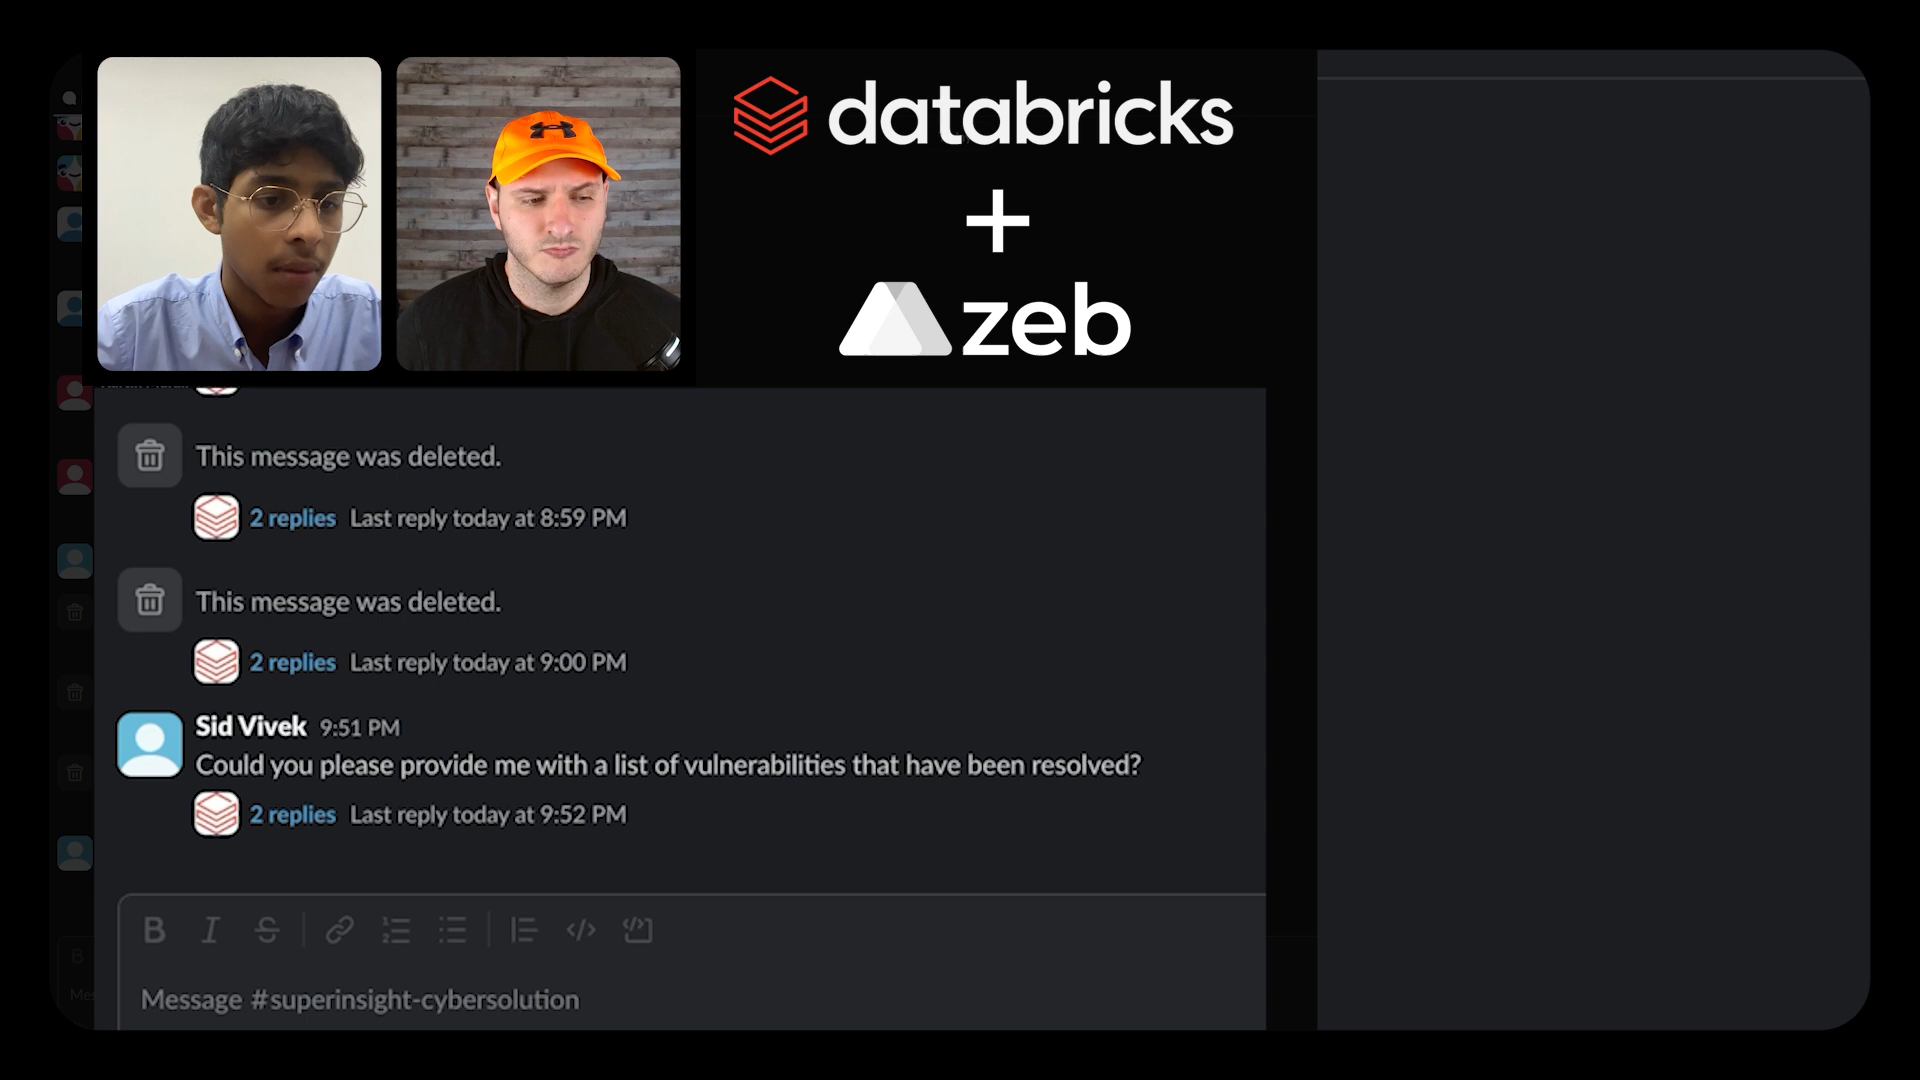 databricks
+
zeb
This message was deleted.
2 replies Last reply today at 8:59 PM
This message was deleted.
2 replies Last reply today at 9:00 PM
Sid Vivek 9:51 PM
Could you please provide me with a list of vulnerabilities that have been resolved?
2 replies Last reply today at 9:52 PM
B I S
B
Message #superinsight-cybersolution
Mes